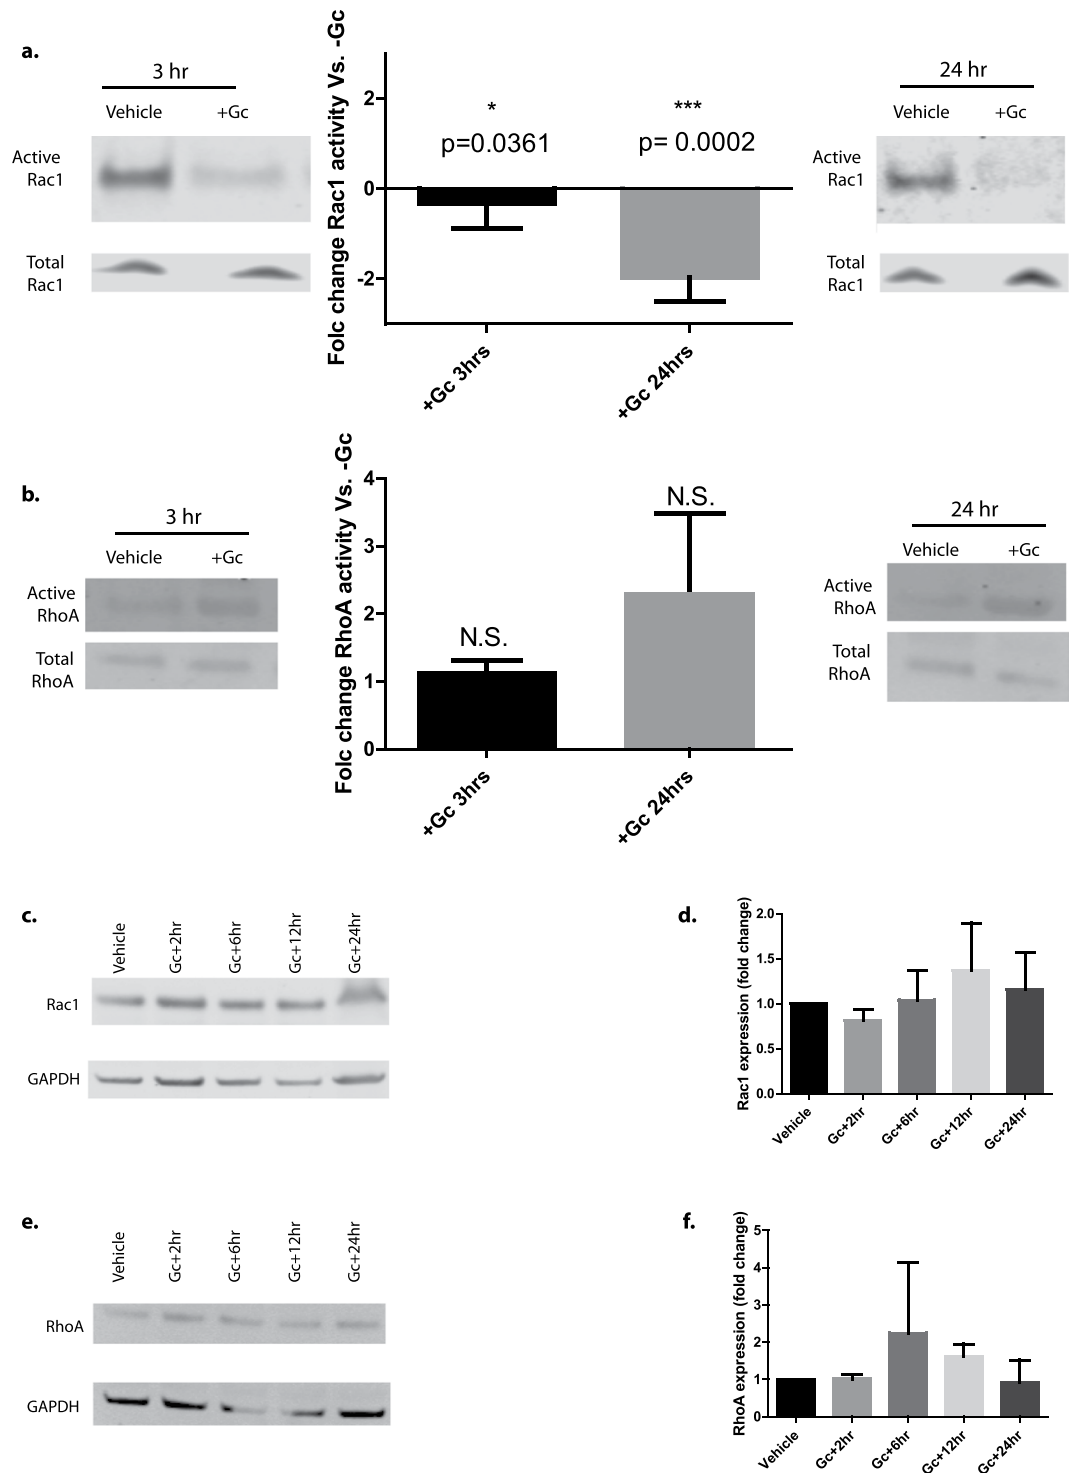 a.
3 hr
Vehicle +Gc
Active
Rac1
Total
Rac1
Folc change Rac1 activity Vs. -Gc
2
0
-2
*
p=0.0361
***
p= 0.0002
+Gc 3hrs
+Gc 24hrs
24 hr
Vehicle +Gc
Active
Rac1
Total
Rac1
b.
3 hr
Vehicle +Gc
Active
RhoA
Total
RhoA
Folc change RhoA activity Vs. -Gc
4
3
2
1
0
N.S.
N.S.
+Gc 3hrs
+Gc 24hrs
24 hr
Vehicle +Gc
Active
RhoA
Total
RhoA
c.
Vehicle
Gc+2hr
Gc+6hr
Gc+12hr
Gc+24hr
Rac1
GAPDH
d.
Rac1 expression (fold change)
2.0
1.5
1.0
0.5
0.0
Vehicle
Gc+2hr
Gc+6hr
Gc+12hr
Gc+24hr
e.
Vehicle
Gc+2hr
Gc+6hr
Gc+12hr
Gc+24hr
RhoA
GAPDH
f.
RhoA expression (fold change)
5
4
3
2
1
0
Vehicle
Gc+2hr
Gc+6hr
Gc+12hr
Gc+24hr